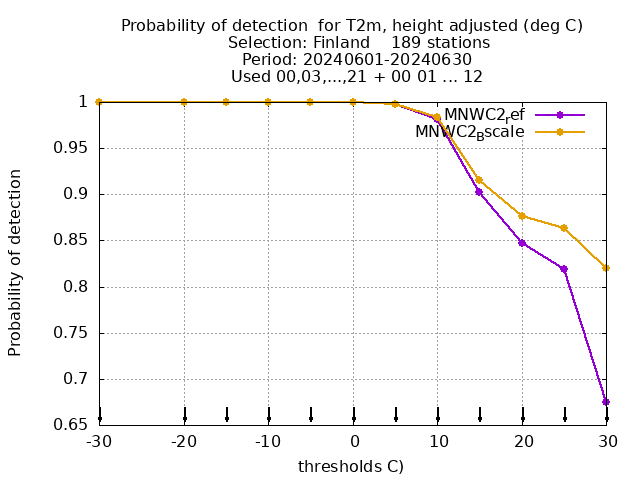 Probability of detection  for T2m, height adjusted (deg C)
Selection: Finland    189 stations
Period: 20240601-20240630
Used 00,03,...,21 + 00 01 ... 12
MNWC2ref
MNWC2Bscale
1
0.95
0.9
0.85
0.8
0.75
0.7
0.65
Probability of detection
-30 -20 -10 0 10 20 30
thresholds C)